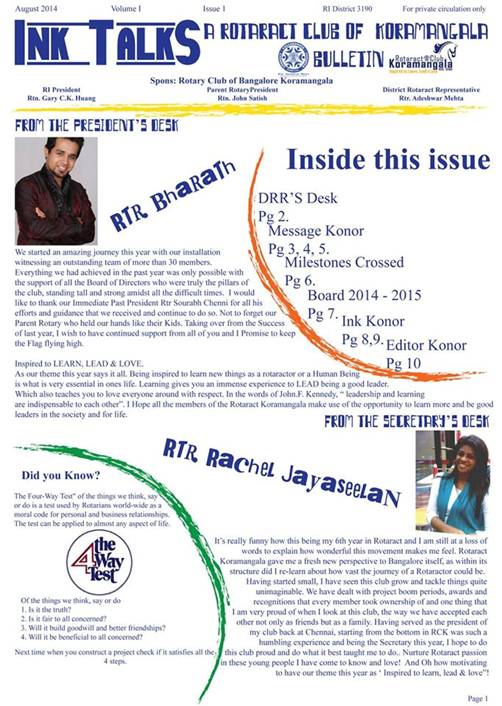 August 2014 Volume I Issue 1 RI District 3190 For private circulation only
INK TALKS A ROTARACT CLUB OF KORAMANGALA
BULLETIN
Rotaract Club
Koramangala
Spons: Rotary Club of Bangalore Koramangala
RI President Parent RotaryPresident District Rotaract Representative
Rtn. Gary C.K. Huang Rtn. John Satish Rtr. Adeshwar Mehta
FROM THE PRESIDENT'S DESK
RTR BHARATH
We started an amazing journey this year with our installation
witnessing an outstanding team of more than 30 members.
Everything we had achieved in the past year was only possible with
the support of all the Board of Directors who were truly the pillars of
the club, standing tall and strong amidst all the difficult times. I would
like to thank our Immediate Past President Rtr Sourabh Chemi for all his
efforts and guidance that we received and continue to do so. Not to forget our
Parent Rotary who held our hands like their Kids. Taking over from the Success
of last year, I wish to have continued support from all of you and I Promise to keep
the Flag flying high.
Inspired to LEARN, LEAD & LOVE.
As our theme this year says it all. Being inspired to learn new things as a rotaractor or a Human Being
is what is very essential in ones life. Learning gives you an immense experience to LEAD being a good leader.
Which also teaches you to love everyone around with respect. In the words of John.F. Kennedy, " leadership and learning
are indispensable to each other". I Hope all the members of the Rotaract Koramangala make use of the opportunity to learn more and be good
leaders in the society and for life.
Inside this issue
DRR'S Desk
Pg 2.
Message Konor
Pg 3, 4, 5.
Milestones Crossed
Pg 6.
Board 2014 - 2015
Pg 7.
Ink Konor
Pg 8,9.
Editor Konor
Pg 10
FROM THE SECRETARY'S DESK
RTR RACHEL JAYASEELAN
Did you Know?
The Four-Way Test" of the things we think, say
or do is a test used by Rotarians world-wide as a
moral code for personal and business relationships.
The test can be applied to almost any aspect of life.
the
4 Way
Test
Of the things we think, say or do
1. Is it the truth?
2. Is it fair to all concerned?
3. Will it build goodwill and better friendships?
4. Will it be beneficial to all concerned?
Next time when you construct a project check if it satisfies all the
4 steps.
It's really funny how this being my 6th year in Rotaract and I am still at a loss of
words to explain how wonderful this movement makes me feel. Rotaract
Koramangala gave me a fresh new perspective to Bangalore itself, as within its
structure did I re-learn about how vast the journey of a Rotaractor could be.
Having started small, I have seen this club grow and tackle things quite
unimaginable. We have dealt with project boom periods, awards and
recognitions that every member took ownership of and one thing that
I am very proud of when I look at this club, the way we have accepted each
other not only as friends but as a family. Having served as the president of
my club back at Chennai, starting from the bottom in RCK was such a
humbling experience and being the Secretary this year, I hope to do
this club proud and do what it best taught me to do.. Nurture Rotaract passion
in these young people I have come to know and love! And Oh how motivating
to have our theme this year as ' Inspired to learn, lead & love"!
Page 1